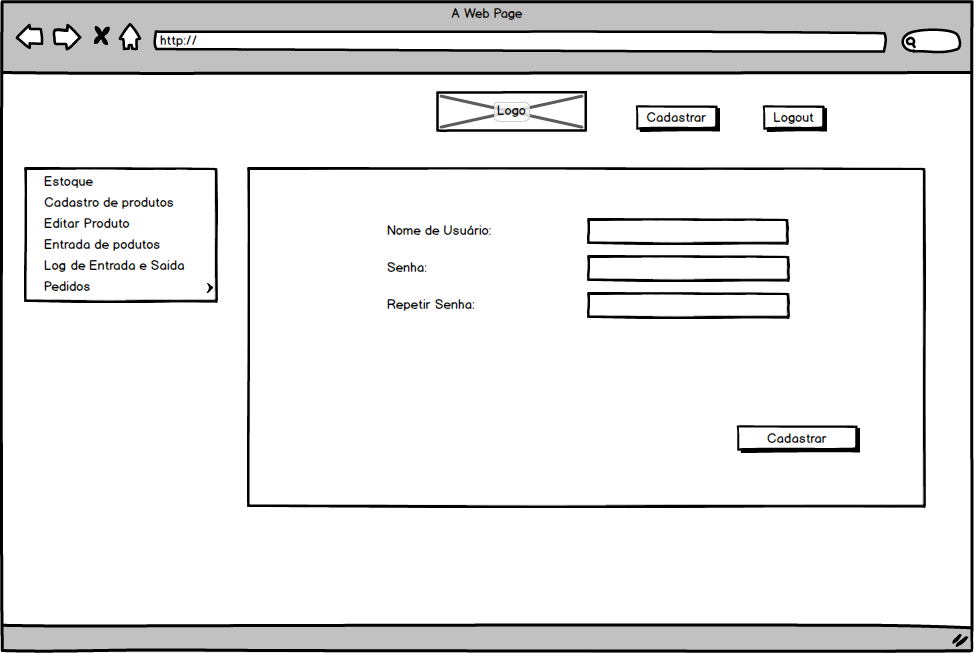 A Web Page
http://
Logo
Cadastrar
Logout
Estoque
Cadastro de produtos
Editar Produto
Entrada de podutos
Log de Entrada e Saida
Pedidos
Nome de Usuário:
Senha:
Repetir Senha:
Cadastrar